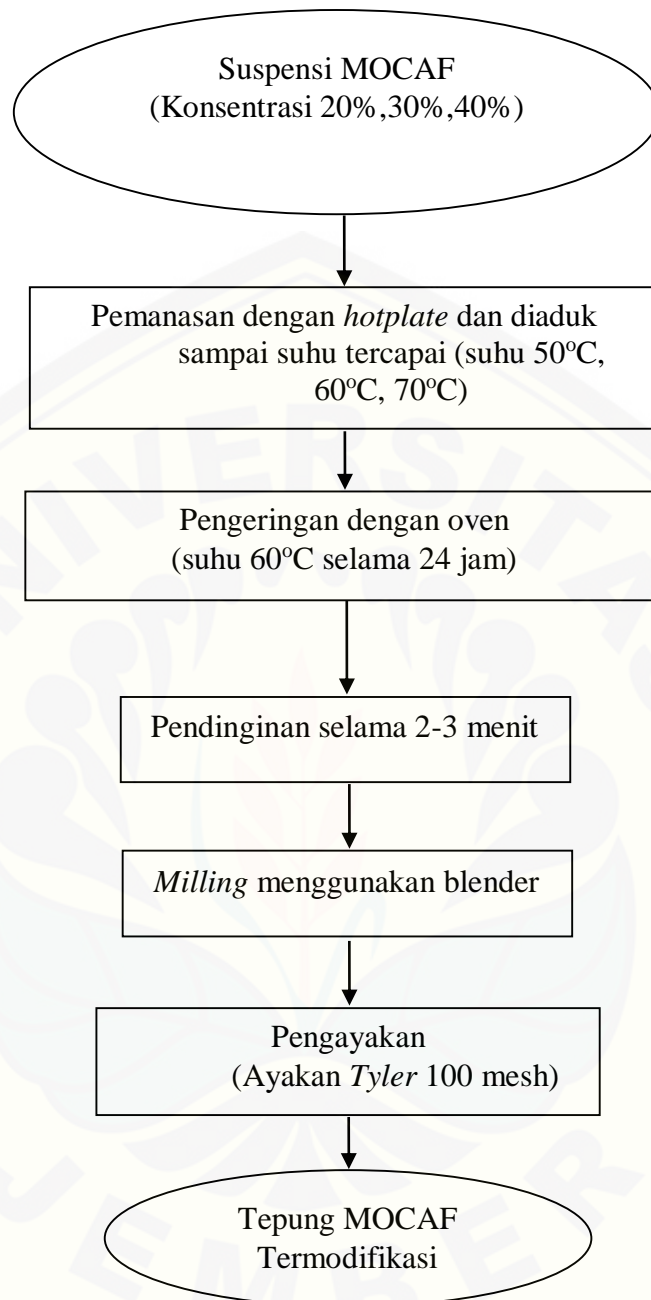 Suspensi MOCAF
(Konsentrasi 20%,30%,40%)
Pemanasan dengan hotplate dan diaduk
sampai suhu tercapai (suhu 50°C,
60°C, 70°C)
Pengeringan dengan oven
(suhu 60°C selama 24 jam)
Pendinginan selama 2-3 menit
Milling menggunakan blender
Pengayakan
(Ayakan Tyler 100 mesh)
Tepung MOCAF
Termodifikasi
UNIVERSITAS
JEMBER